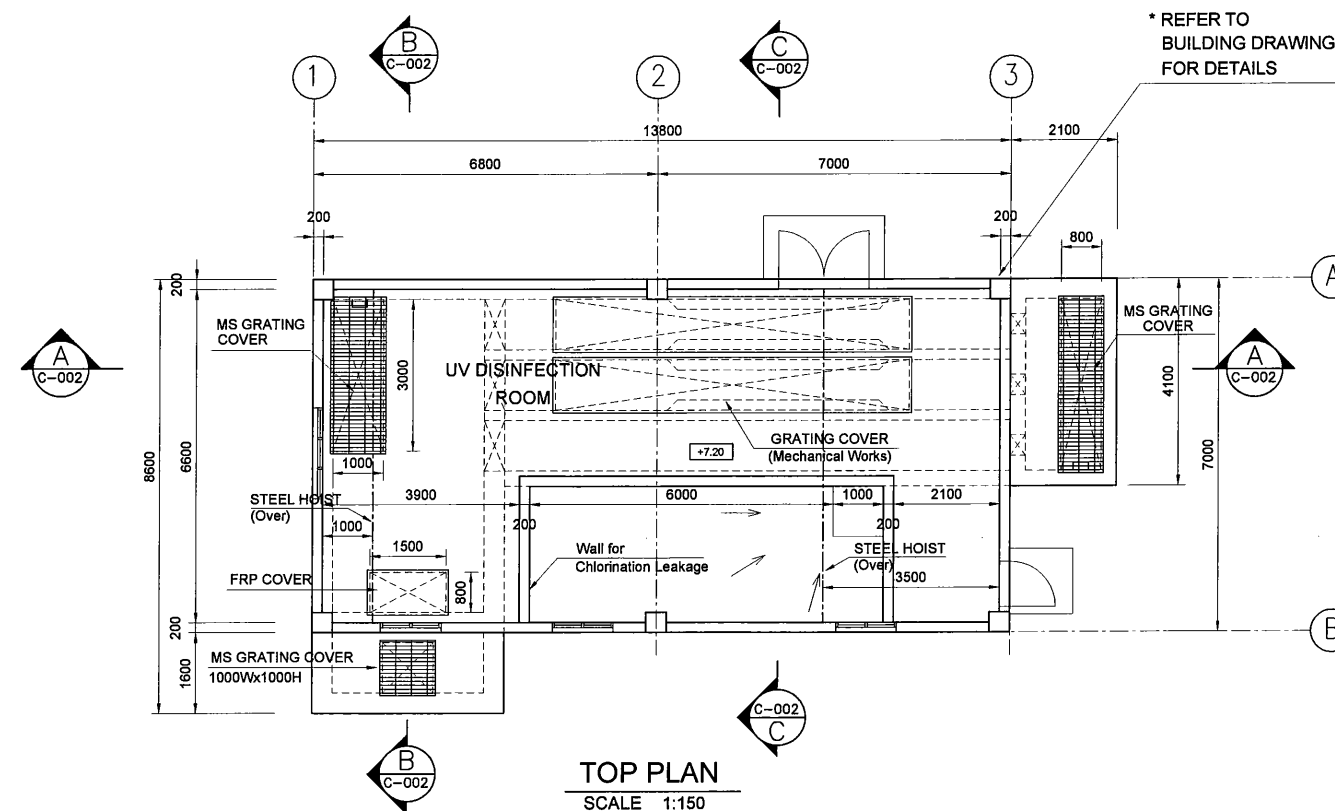 * REFER TO
BUILDING DRAWING
FOR DETAILS
B
C-002
C
C-002
1
2
3
13800
2100
6800
7000
200
200
800
A
200
MS GRATING
COVER
MS GRATING
COVER
A
C-002
A
C-002
3000
UV DISINFECTION
ROOM
4100
7000
8600
6600
GRATING COVER
(Mechanical Works)
+7.20
1000
STEEL HOIST
(Over)
3900
6000
1000
2100
1000
200
200
1500
Wall for
Chlorination Leakage
STEEL HOIST
(Over)
3500
FRP COVER
800
200
B
MS GRATING COVER
1000Wx1000H
1600
C-002
C
B
C-002
TOP PLAN
SCALE 1:150